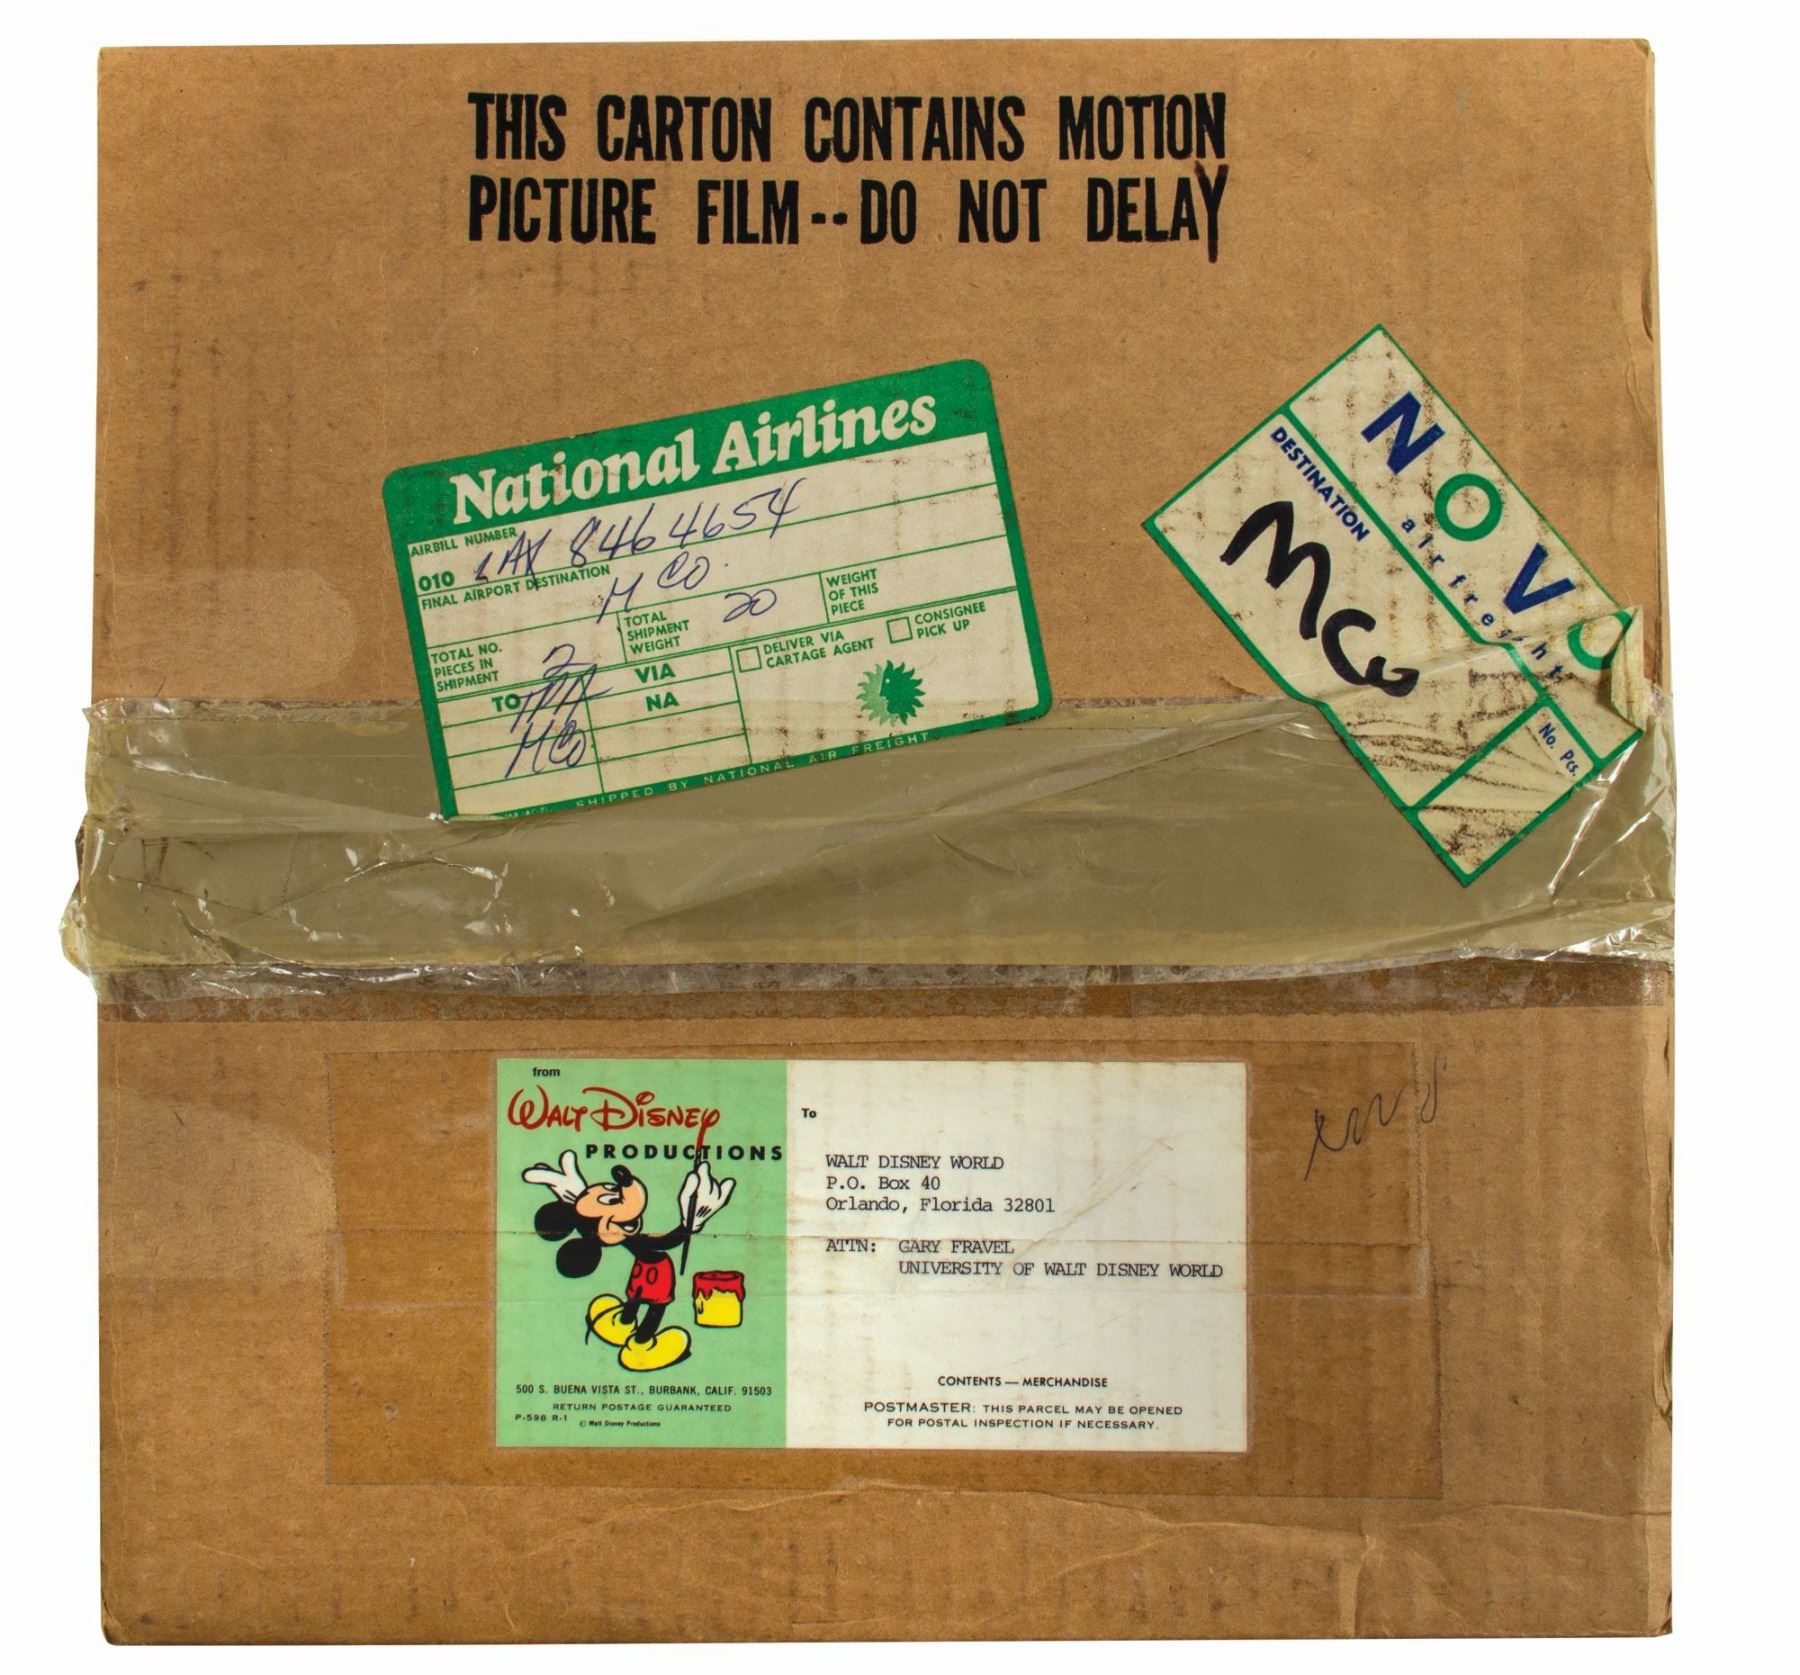 THIS CARTON CONTAINS MOTION
PICTURE FILM--DO NOT DELAY
National Airlines
AIRBILL NUMBER
010 LAX 8464654
FINAL AIRPORT DESTINATION
MCO
TOTAL NO.
PIECES IN
SHIPMENT
2
TOTAL
SHIPMENT
WEIGHT
20
WEIGHT
OF THIS
PIECE
TO
VIA
TPA
NA
MCO
DELIVER VIA
CARTAGE AGENT
CONSIGNEE
PICK UP
SHIPPED BY NATIONAL AIR FREIGHT
NOVO
airfreight
DESTINATION
MCO
No. Pcs.
from
WALT DISNEY
PRODUCTIONS
500 S. BUENA VISTA ST., BURBANK, CALIF. 91503
RETURN POSTAGE GUARANTEED
P-598 R-1
© Walt Disney Productions
To
WALT DISNEY WORLD
P.O. Box 40
Orlando, Florida 32801
ATTN: GARY FRAVEL
UNIVERSITY OF WALT DISNEY WORLD
CONTENTS — MERCHANDISE
POSTMASTER: THIS PARCEL MAY BE OPENED
FOR POSTAL INSPECTION IF NECESSARY.